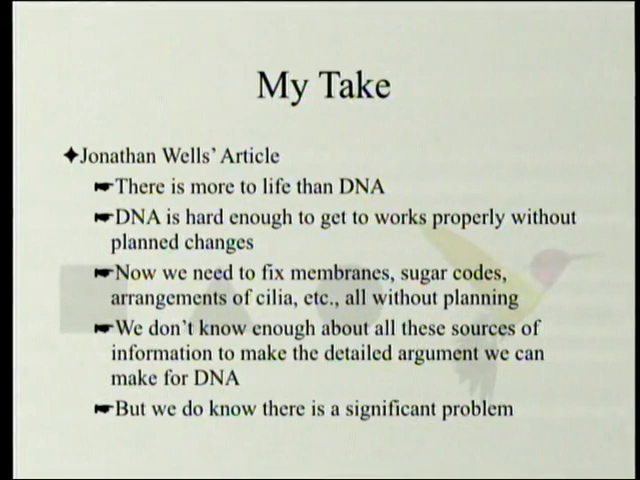 My Take
Jonathan Wells' Article
There is more to life than DNA
DNA is hard enough to get to works properly without
planned changes
Now we need to fix membranes, sugar codes,
arrangements of cilia, etc., all without planning
We don't know enough about all these sources of
information to make the detailed argument we can
make for DNA
But we do know there is a significant problem